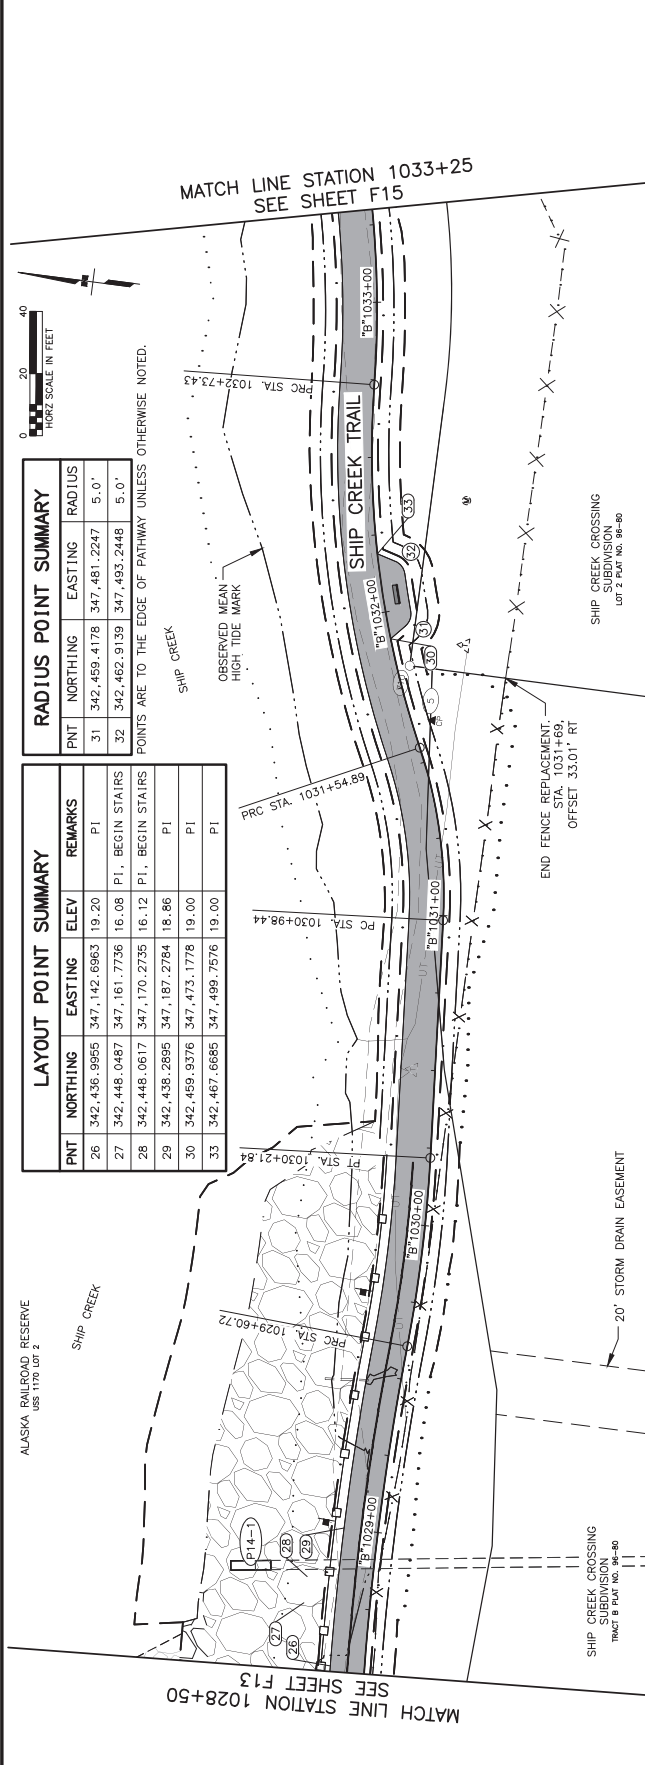 MATCH LINE STATION 1033+25
SEE SHEET F15
0 20 40
HORZ SCALE IN FEET
LAYOUT POINT SUMMARY
PNT NORTHING EASTING ELEV REMARKS
26 342,436.9955 347,142.6963 19.20 PI
27 342,448.0487 347,161.7736 16.08 PI, BEGIN STAIRS
28 342,448.0617 347,170.2735 16.12 PI, BEGIN STAIRS
29 342,438.2895 347,187.2784 18.86 PI
30 342,459.9376 347,473.1778 19.00 PI
33 342,467.6685 347,499.7576 19.00 PI
RADIUS POINT SUMMARY
PNT NORTHING EASTING RADIUS
31 342,459.4178 347,481.2247 5.0'
32 342,462.9139 347,493.2448 5.0'
POINTS ARE TO THE EDGE OF PATHWAY UNLESS OTHERWISE NOTED.
ALASKA RAILROAD RESERVE
USS 1170 LOT 2
SHIP CREEK
SHIP CREEK
OBSERVED MEAN
HIGH TIDE MARK
PRC STA. 1029+60.72
PT STA. 1030+21.84
PC STA. 1030+98.44
PRC STA. 1031+54.89
PRC STA. 1032+73.43
P14-1
26
27
28
29
"B"1029+00
"B"1030+00
"B"1031+00
"B"1032+00
"B"1033+00
SHIP CREEK TRAIL
UT
UT
UT
UT
5
CP
30
31
32
33
END FENCE REPLACEMENT.
STA. 1031+69,
OFFSET 33.01' RT
20' STORM DRAIN EASEMENT
SHIP CREEK CROSSING
SUBDIVISION
TRACT B PLAT NO. 96-80
SHIP CREEK CROSSING
SUBDIVISION
LOT 2 PLAT NO. 96-80
MATCH LINE STATION 1028+50
SEE SHEET F13